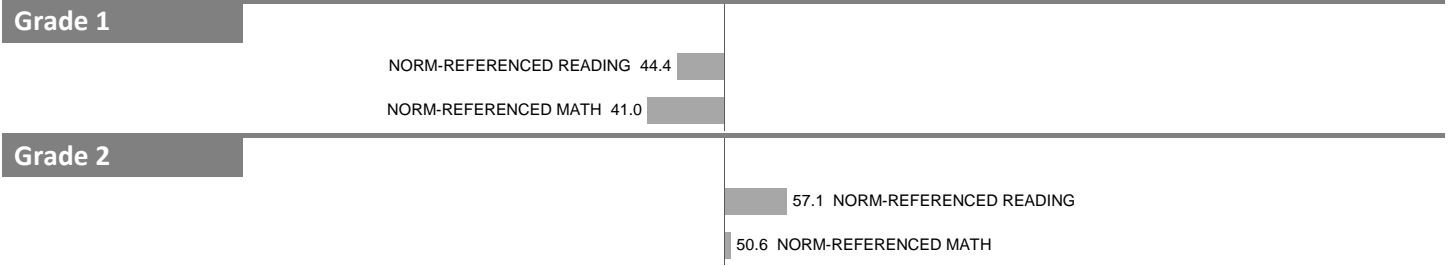 Grade 1
NORM-REFERENCED READING 44.4
NORM-REFERENCED MATH 41.0
Grade 2
57.1 NORM-REFERENCED READING
50.6 NORM-REFERENCED MATH